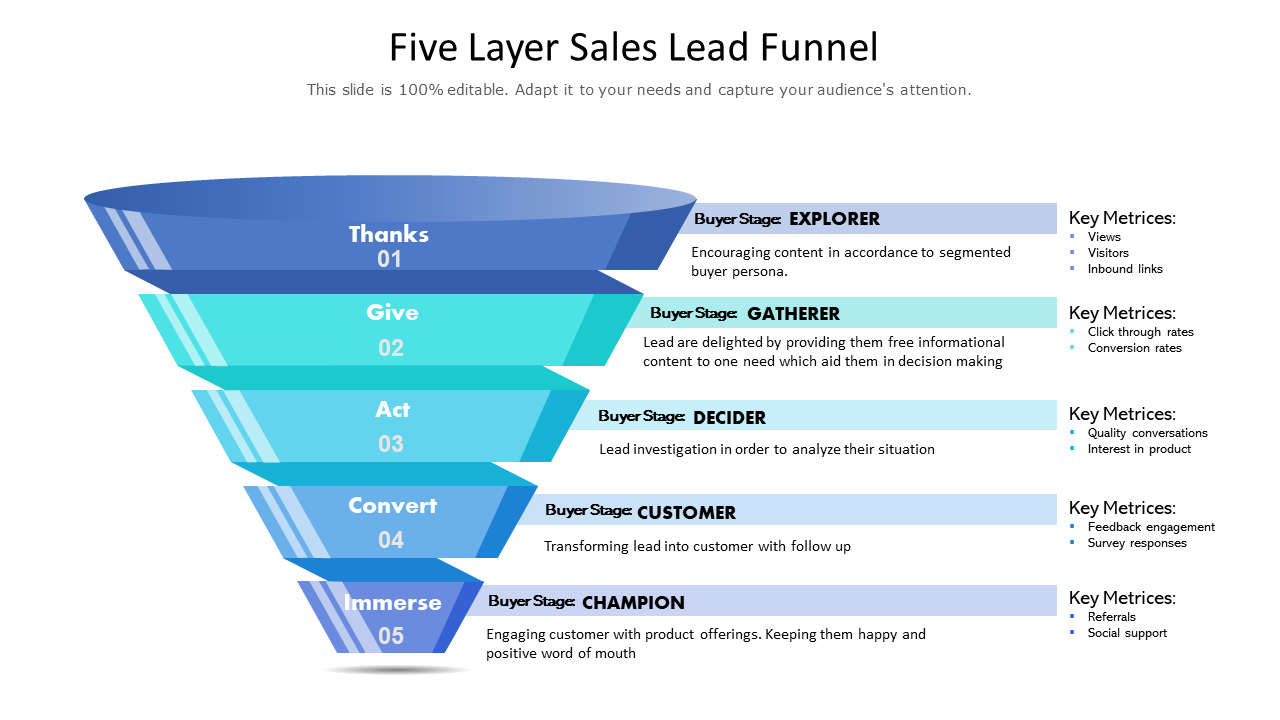 Five Layer Sales Lead Funnel
This slide is 100% editable. Adapt it to your needs and capture your audience's attention.
Thanks
01
Buyer Stage: EXPLORER
Encouraging content in accordance to segmented
buyer persona.
Key Metrices:
Views
Visitors
Inbound links
Give
02
Buyer Stage: GATHERER
Lead are delighted by providing them free informational
content to one need which aid them in decision making
Key Metrices:
Click through rates
Conversion rates
Act
03
Buyer Stage: DECIDER
Lead investigation in order to analyze their situation
Key Metrices:
Quality conversations
Interest in product
Convert
04
Buyer Stage: CUSTOMER
Transforming lead into customer with follow up
Key Metrices:
Feedback engagement
Survey responses
Immerse
05
Buyer Stage: CHAMPION
Engaging customer with product offerings. Keeping them happy and
positive word of mouth
Key Metrices:
Referrals
Social support